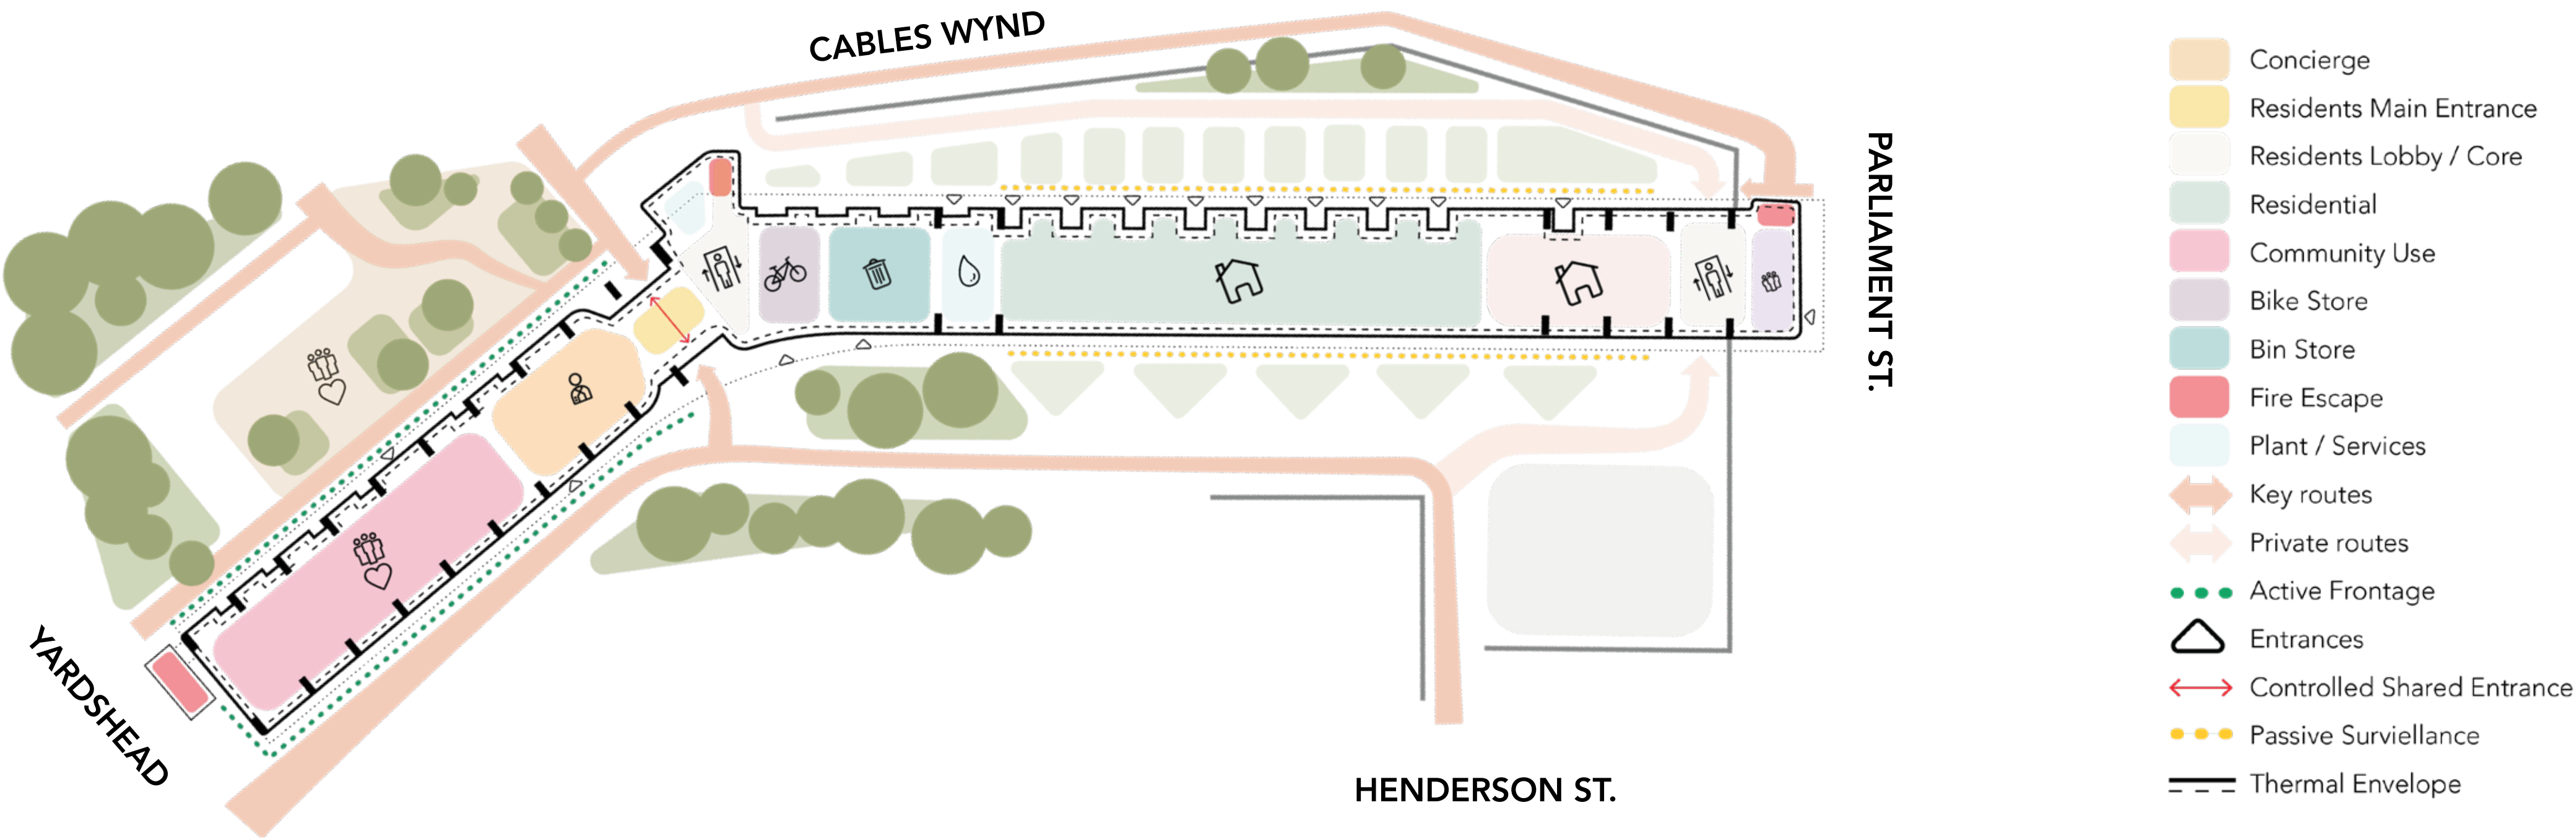 CABLES WYND
PARLIAMENT ST.
YARDSHEAD
HENDERSON ST.
Concierge
Residents Main Entrance
Residents Lobby / Core
Residential
Community Use
Bike Store
Bin Store
Fire Escape
Plant / Services
Key routes
Private routes
Active Frontage
Entrances
Controlled Shared Entrance
Passive Surviellance
Thermal Envelope